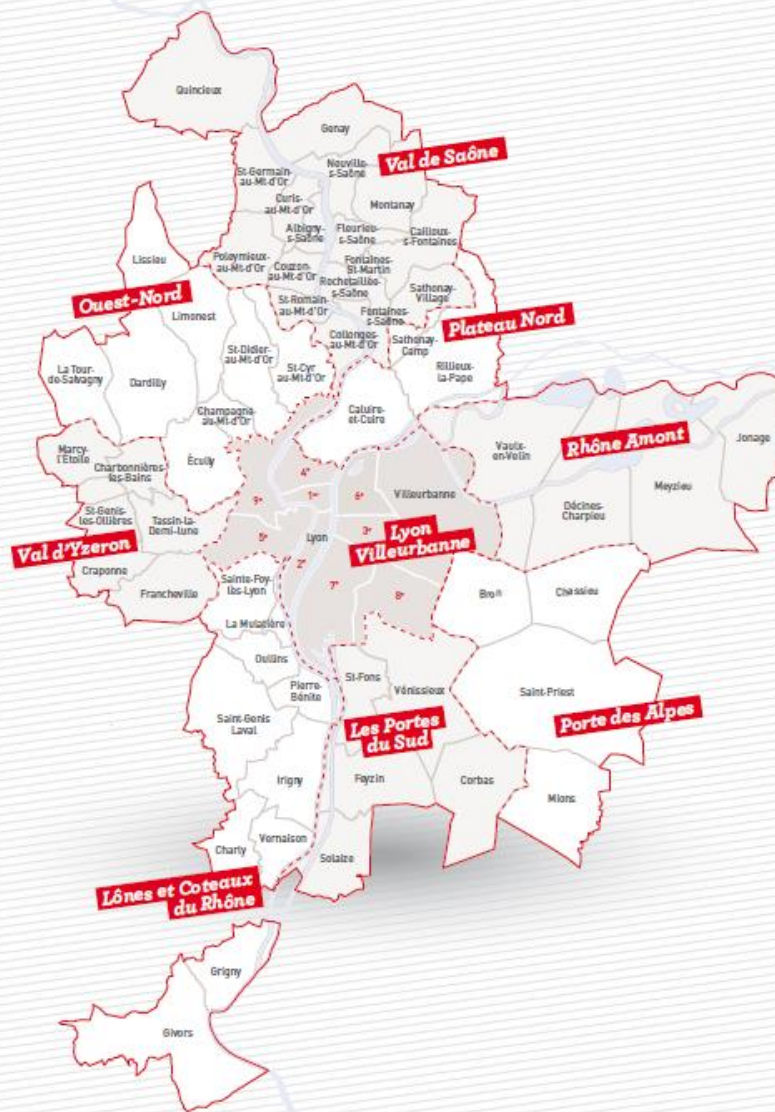 Quincieux
Genay
Val de Saône
Neuville-
s-Saône
St-Germain
au-Mt-d'Or
Montanay
Curis-
au-Mt-d'Or
Albigny
s-Saône
Fleurieu
s-Saône
Cailloux
s-Fontaines
Lissieu
Poleymieux
au-Mt-d'Or
Couzon
au-Mt-d'Or
Fontaines
St-Martin
Rochetaillée
s-Saône
Sathonay
Village
Ouest-Nord
Limonest
St-Romain
au-Mt-d'Or
Fontaines
s-Saône
Plateau Nord
Collonges
au-Mt-d'Or
Sathonay
Camp
St-Didier-
au-Mt-d'Or
St-Cyr
au-Mt-d'Or
Rillieux
la-Pape
La Tour
de-Salvagny
Dardilly
Champagne
au-Mt-d'Or
Caluire
et-Cuire
Rhône Amont
Jonage
Marcy-
l'Etoile
Charbonnières
les-Bains
Écully
Vaulx
en-Velin
Meyzieu
4e
9e
1er
6e
Villeurbanne
Décines-
Charpieu
St-Genis
les-Ollières
Tassin-la
Demi-lune
Val d'Yzeron
5e
Lyon
3e
Lyon
Villeurbanne
Craponne
Francheville
Sainte-Foy
lès-Lyon
2e
7e
8e
Bron
Chassieu
La Mulatière
Oullins
Pierre-
Bénite
St-Fons
Vénissieux
Saint-Priest
Saint-Genis
Laval
Les Portes
du Sud
Porte des Alpes
Irigny
Feyzin
Corbas
Mions
Charly
Vernaison
Solaize
Lônes et Coteaux
du Rhône
Grigny
Givors